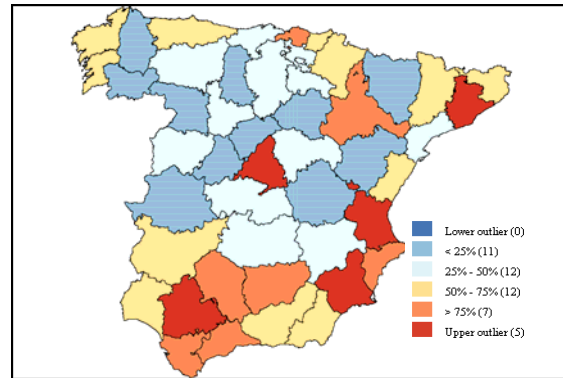 Lower outlier (0)
< 25% (11)
25% - 50% (12)
50% - 75% (12)
> 75% (7)
Upper outlier (5)